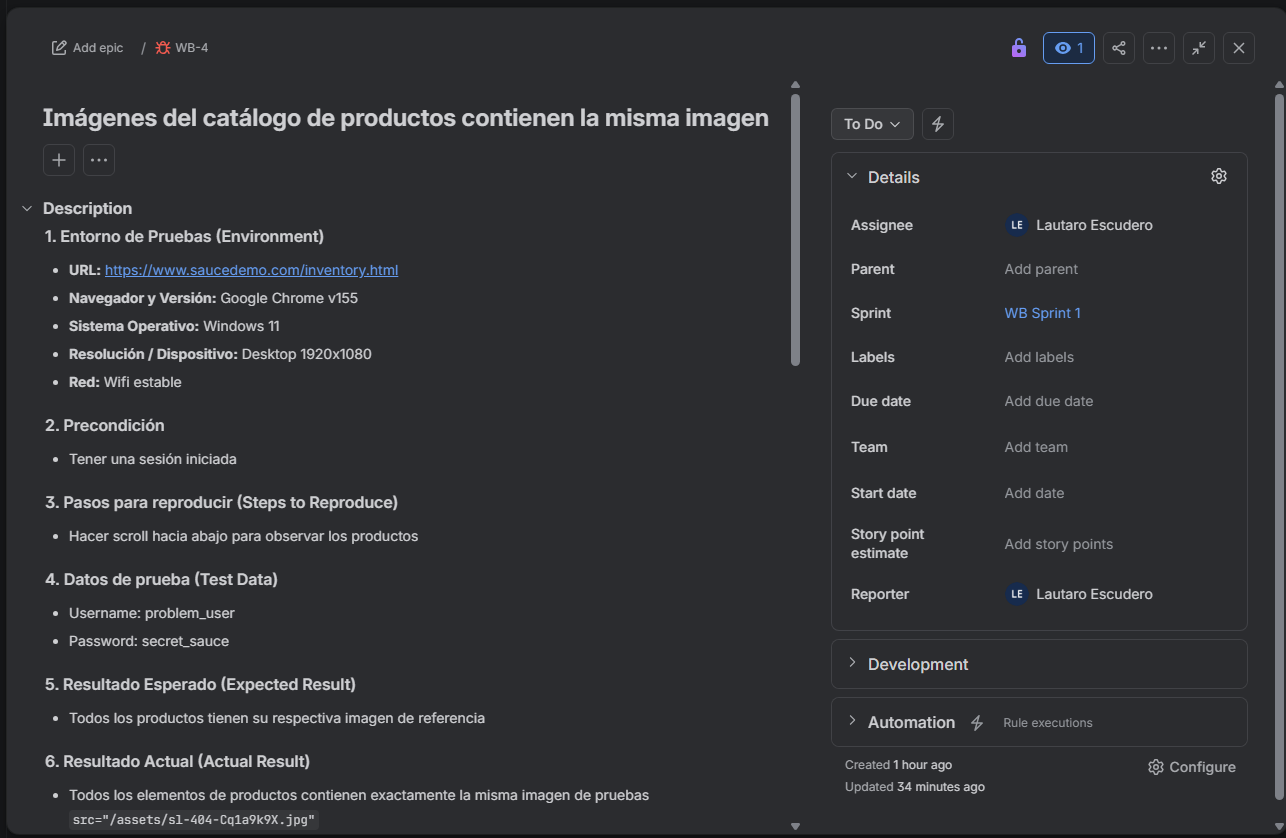 Add epic / WB-4
1
Imágenes del catálogo de productos contienen la misma imagen
Description
1. Entorno de Pruebas (Environment)
URL: https://www.saucedemo.com/inventory.html
Navegador y Versión: Google Chrome v155
Sistema Operativo: Windows 11
Resolución / Dispositivo: Desktop 1920x1080
Red: Wifi estable
2. Precondición
Tener una sesión iniciada
3. Pasos para reproducir (Steps to Reproduce)
Hacer scroll hacia abajo para observar los productos
4. Datos de prueba (Test Data)
Username: problem_user
Password: secret_sauce
5. Resultado Esperado (Expected Result)
Todos los productos tienen su respectiva imagen de referencia
6. Resultado Actual (Actual Result)
Todos los elementos de productos contienen exactamente la misma imagen de pruebas
src="/assets/sl-404-Cq1a9k9X.jpg"
To Do
Details
Assignee LE Lautaro Escudero
Parent Add parent
Sprint WB Sprint 1
Labels Add labels
Due date Add due date
Team Add team
Start date Add date
Story point
estimate Add story points
Reporter LE Lautaro Escudero
Development
Automation Rule executions
Created 1 hour ago
Configure
Updated 34 minutes ago